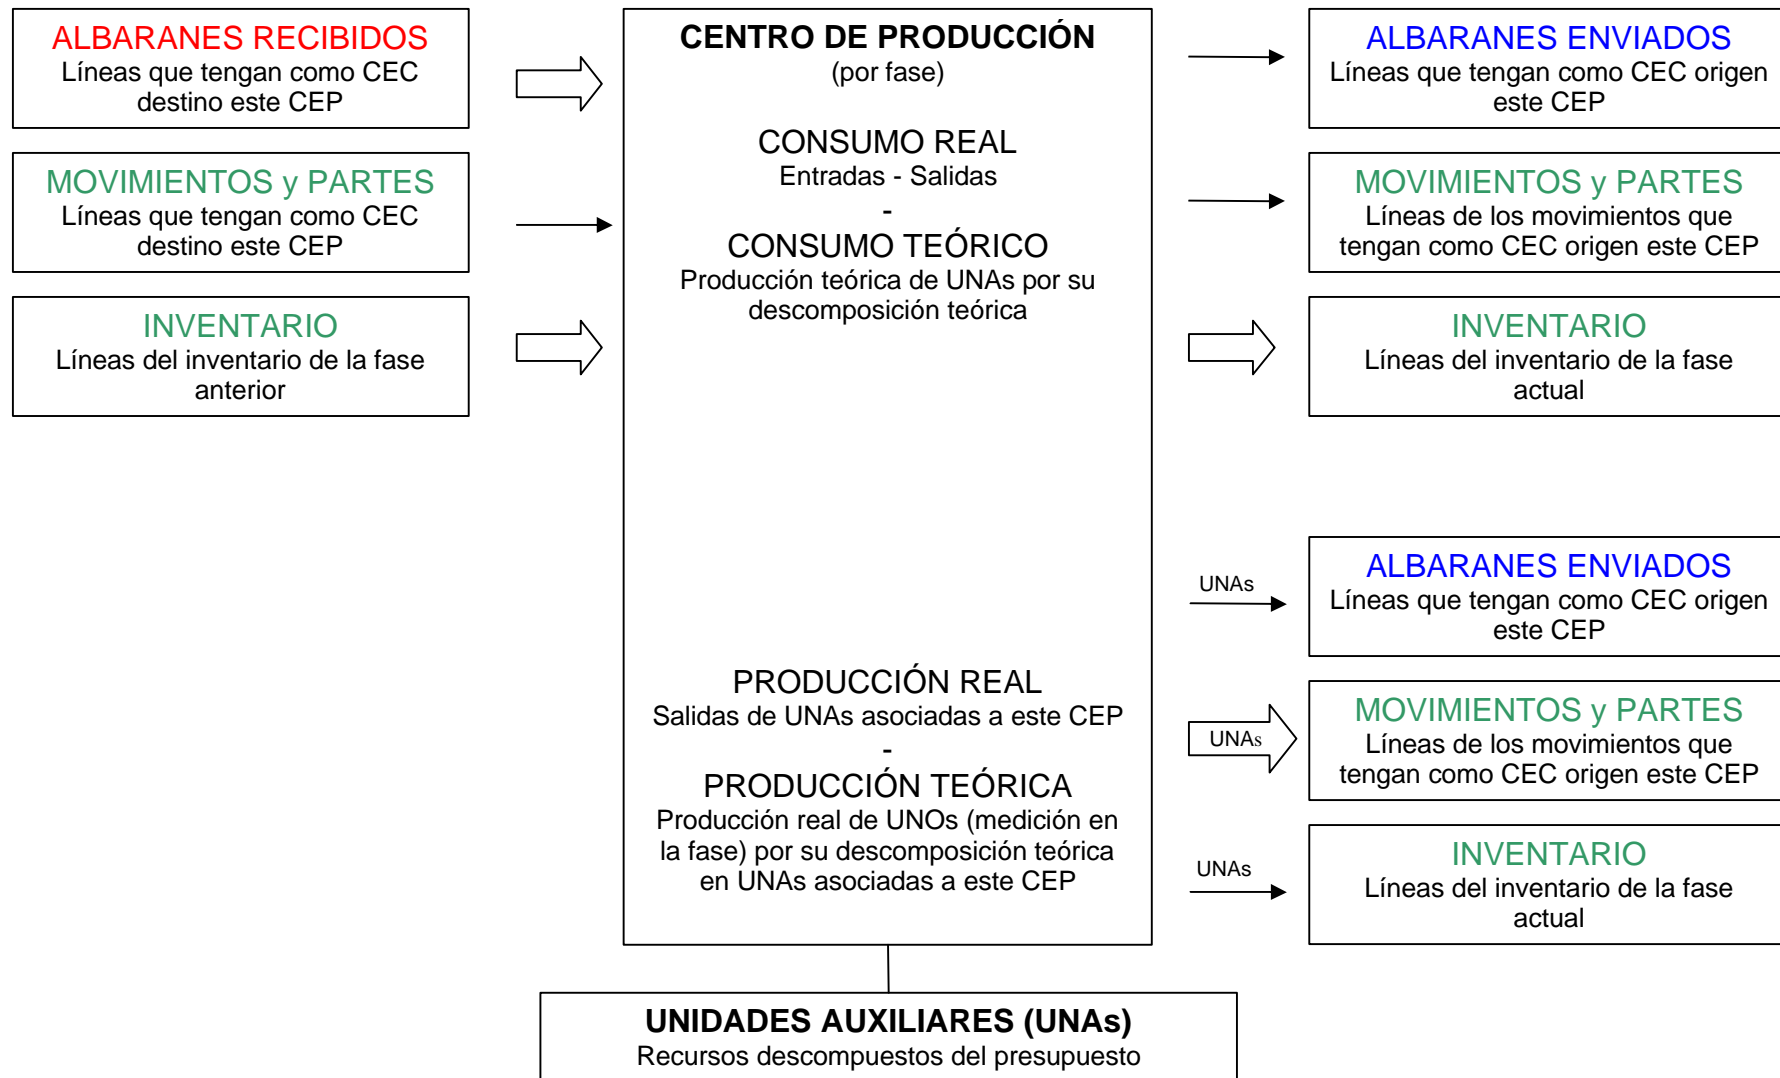 ALBARANES RECIBIDOS
Líneas que tengan como CEC
destino este CEP
MOVIMIENTOS y PARTES
Líneas que tengan como CEC
destino este CEP
INVENTARIO
Líneas del inventario de la fase
anterior
CENTRO DE PRODUCCIÓN
(por fase)
CONSUMO REAL
Entradas - Salidas
-
CONSUMO TEÓRICO
Producción teórica de UNAs por su
descomposición teórica
PRODUCCIÓN REAL
Salidas de UNAs asociadas a este CEP
-
PRODUCCIÓN TEÓRICA
Producción real de UNOs (medición en
la fase) por su descomposición teórica
en UNAs asociadas a este CEP
ALBARANES ENVIADOS
Líneas que tengan como CEC origen
este CEP
MOVIMIENTOS y PARTES
Líneas de los movimientos que
tengan como CEC origen este CEP
INVENTARIO
Líneas del inventario de la fase
actual
UNAs
ALBARANES ENVIADOS
Líneas que tengan como CEC origen
este CEP
UNAs
MOVIMIENTOS y PARTES
Líneas de los movimientos que
tengan como CEC origen este CEP
UNAs
INVENTARIO
Líneas del inventario de la fase
actual
UNIDADES AUXILIARES (UNAs)
Recursos descompuestos del presupuesto